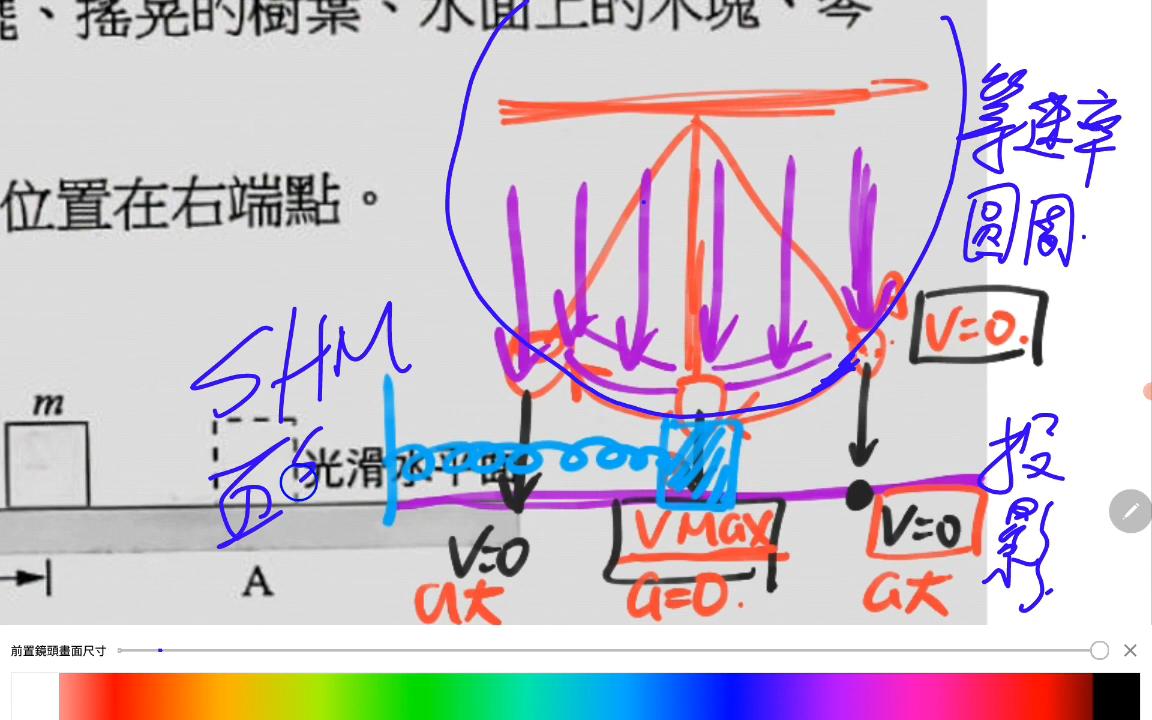 、搖晃的樹葉、水面上的木塊、
等速率
位置在右端點。
圓周
V=0.
SHM
m
光滑水平面
投影
V=0
V Max
V=0
A
a大
a=0.
a大
前置鏡頭畫面尺寸